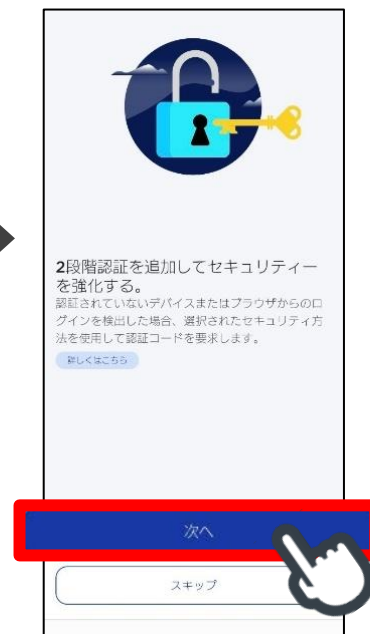 2段階認証を追加してセキュリティー
を強化する。
認証されていないデバイスまたはブラウザからのロ
グインを検出した場合、選択されたセキュリティ方
法を使用して認証コードを要求します。
詳しくはこちら
次へ
スキップ